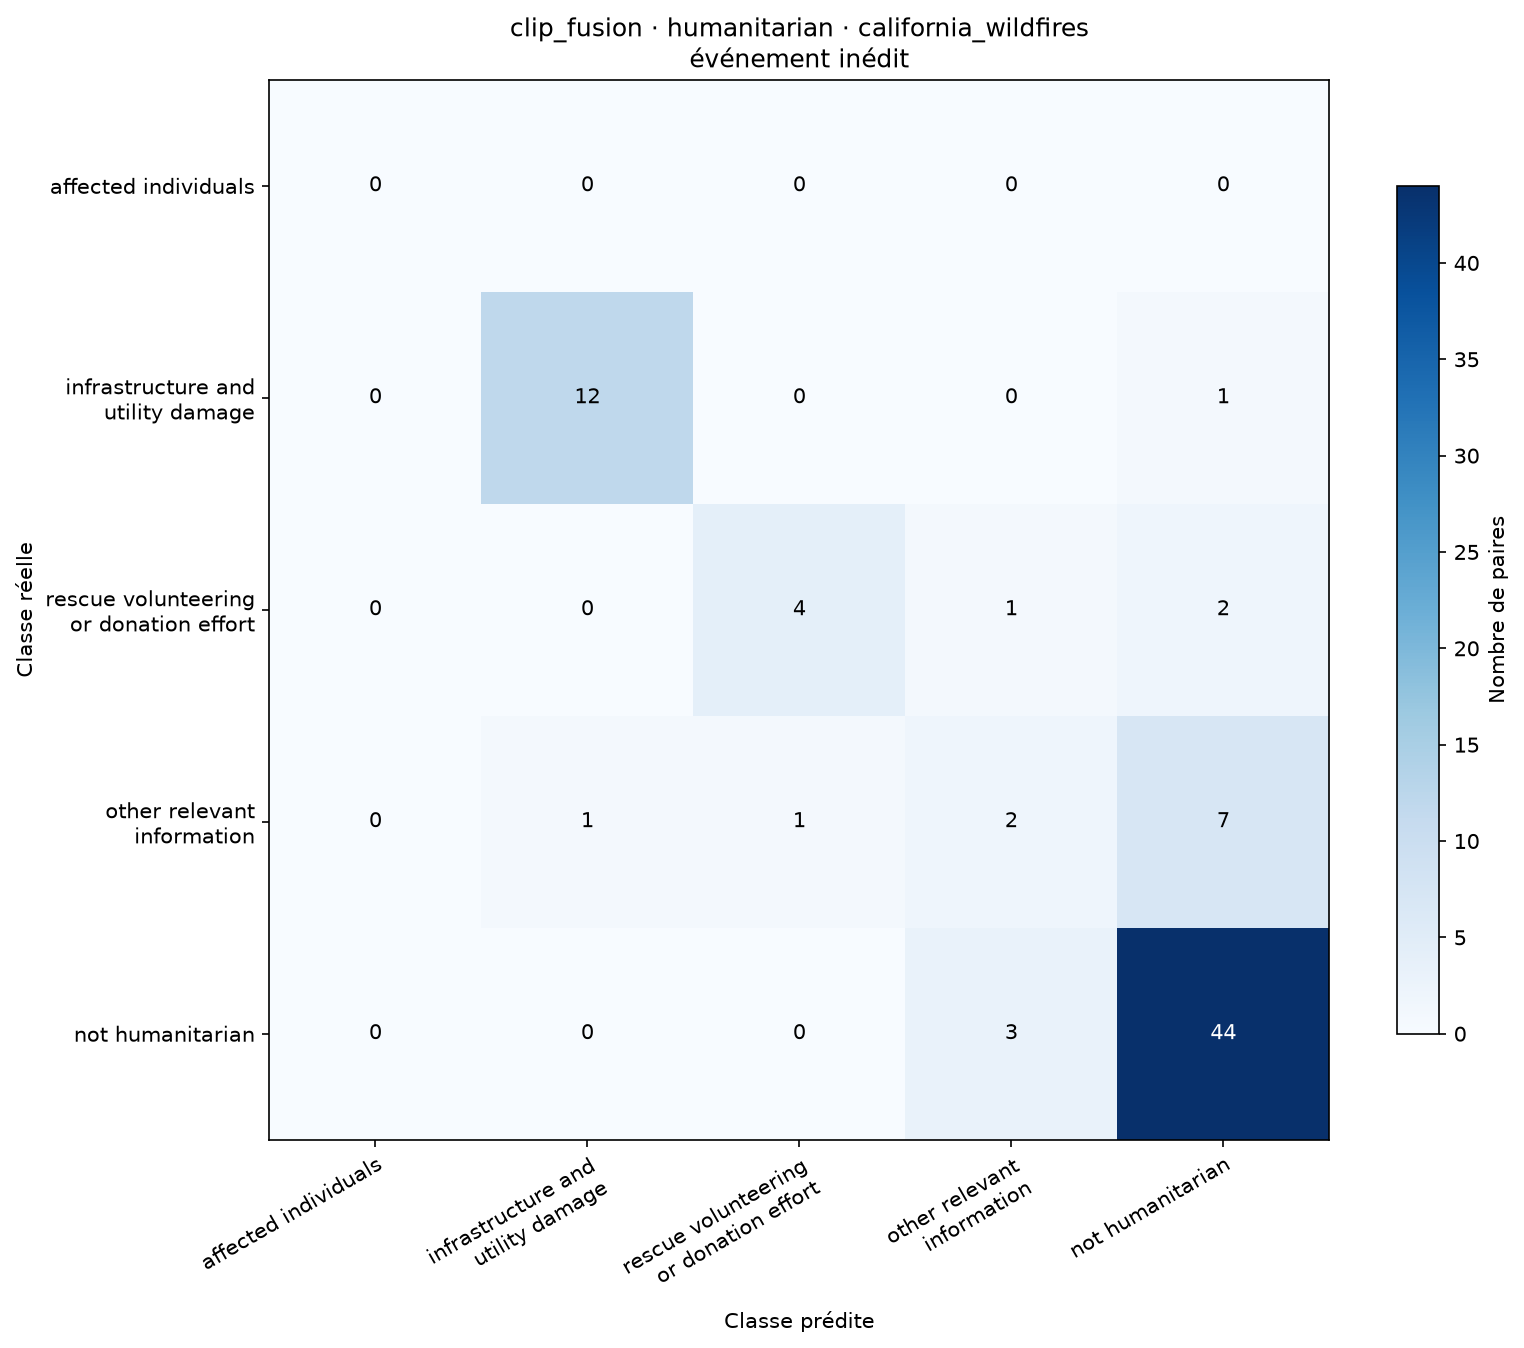 clip_fusion · humanitarian · california_wildfires
événement inédit
Classe réelle
affected individuals
0 0 0 0 0
infrastructure and
utility damage
0 12 0 0 1
rescue volunteering
or donation effort
0 0 4 1 2
other relevant
information
0 1 1 2 7
not humanitarian
0 0 0 3 44
affected individuals
infrastructure and
utility damage
rescue volunteering
or donation effort
other relevant
information
not humanitarian
Classe prédite
40
35
30
25
20
15
10
5
0
Nombre de paires